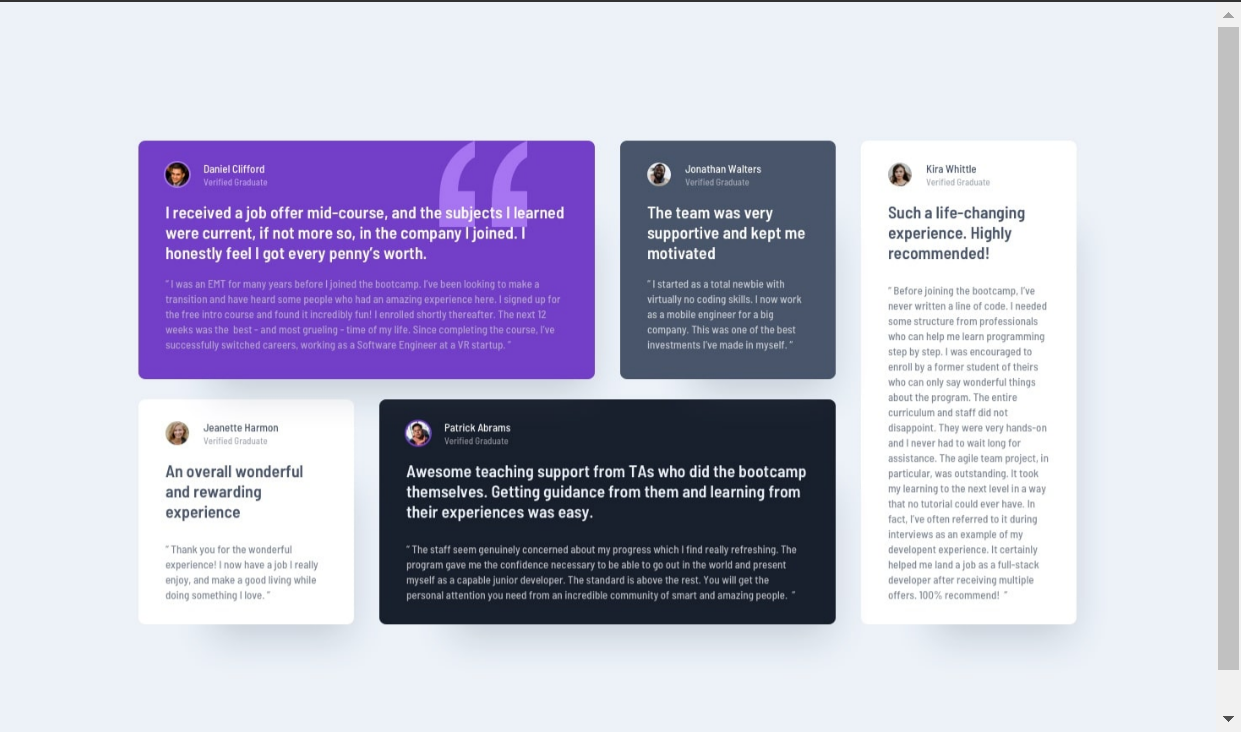 Daniel Clifford
Verified Graduate
I received a job offer mid-course, and the subjects I learned
were current, if not more so, in the company I joined. I
honestly feel I got every penny’s worth.
“ I was an EMT for many years before I joined the bootcamp. I’ve been looking to make a
transition and have heard some people who had an amazing experience here. I signed up for
the free intro course and found it incredibly fun! I enrolled shortly thereafter. The next 12
weeks was the best - and most grueling - time of my life. Since completing the course, I’ve
successfully switched careers, working as a Software Engineer at a VR startup. ”
Jonathan Walters
Verified Graduate
The team was very
supportive and kept me
motivated
“ I started as a total newbie with
virtually no coding skills. I now work
as a mobile engineer for a big
company. This was one of the best
investments I’ve made in myself. ”
Kira Whittle
Verified Graduate
Such a life-changing
experience. Highly
recommended!
“ Before joining the bootcamp, I’ve
never written a line of code. I needed
some structure from professionals
who can help me learn programming
step by step. I was encouraged to
enroll by a former student of theirs
who can only say wonderful things
about the program. The entire
curriculum and staff did not
disappoint. They were very hands-on
and I never had to wait long for
assistance. The agile team project, in
particular, was outstanding. It took
my learning to the next level in a way
that no tutorial could ever have. In
fact, I’ve often referred to it during
interviews as an example of my
developent experience. It certainly
helped me land a job as a full-stack
developer after receiving multiple
offers. 100% recommend! ”
Jeanette Harmon
Verified Graduate
An overall wonderful
and rewarding
experience
“ Thank you for the wonderful
experience! I now have a job I really
enjoy, and make a good living while
doing something I love. ”
Patrick Abrams
Verified Graduate
Awesome teaching support from TAs who did the bootcamp
themselves. Getting guidance from them and learning from
their experiences was easy.
“ The staff seem genuinely concerned about my progress which I find really refreshing. The
program gave me the confidence necessary to be able to go out in the world and present
myself as a capable junior developer. The standard is above the rest. You will get the
personal attention you need from an incredible community of smart and amazing people. ”